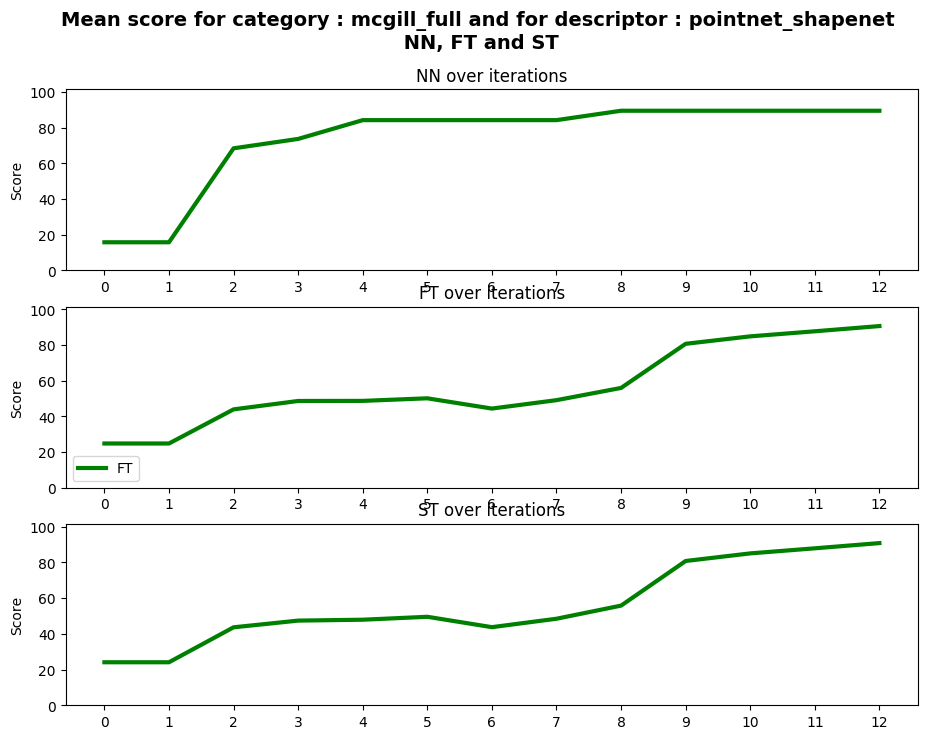 Mean score for category : mcgill_full and for descriptor : pointnet_shapenet
NN, FT and ST
NN over iterations
100
80
60
40
20
0
Score
0 1 2 3 4 5 6 7 8 9 10 11 12
FT over iterations
100
80
60
40
20
0
Score
FT
0 1 2 3 4 5 6 7 8 9 10 11 12
ST over iterations
100
80
60
40
20
0
Score
0 1 2 3 4 5 6 7 8 9 10 11 12